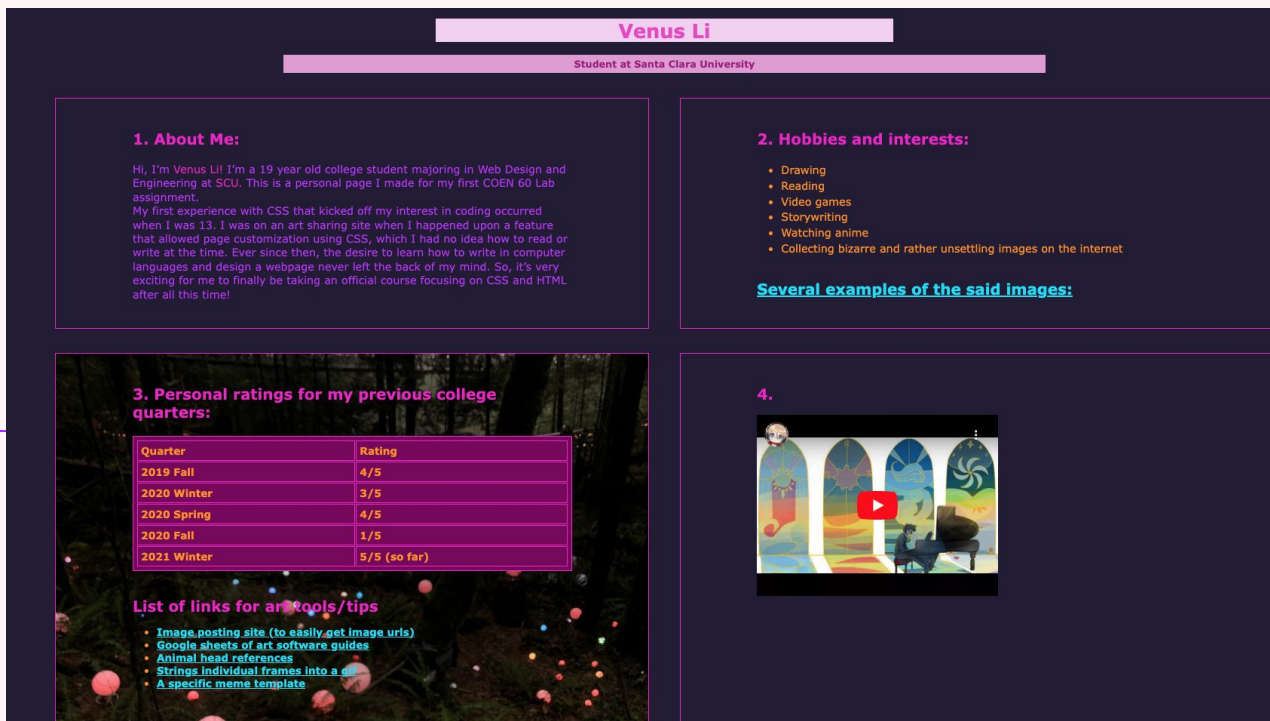 Venus Li
Student at Santa Clara University
1. About Me:
Hi, I'm Venus Li! I'm a 19 year old college student majoring in Web Design and
Engineering at SCU. This is a personal page I made for my first COEN 60 Lab
assignment.
My first experience with CSS that kicked off my interest in coding occurred
when I was 13. I was on an art sharing site when I happened upon a feature
that allowed page customization using CSS, which I had no idea how to read or
write at the time. Ever since then, the desire to learn how to write in computer
languages and design a webpage never left the back of my mind. So, it's very
exciting for me to finally be taking an official course focusing on CSS and HTML
after all this time!
2. Hobbies and interests:
• Drawing
• Reading
• Video games
• Storywriting
• Watching anime
• Collecting bizarre and rather unsettling images on the internet
Several examples of the said images:
3. Personal ratings for my previous college
quarters:
Quarter Rating
2019 Fall 4/5
2020 Winter 3/5
2020 Spring 4/5
2020 Fall 1/5
2021 Winter 5/5 (so far)
List of links for art tools/tips
• Image posting site (to easily get image urls)
• Google sheets of art software guides
• Animal head references
• Strings individual frames into a gif
• A specific meme template
4.